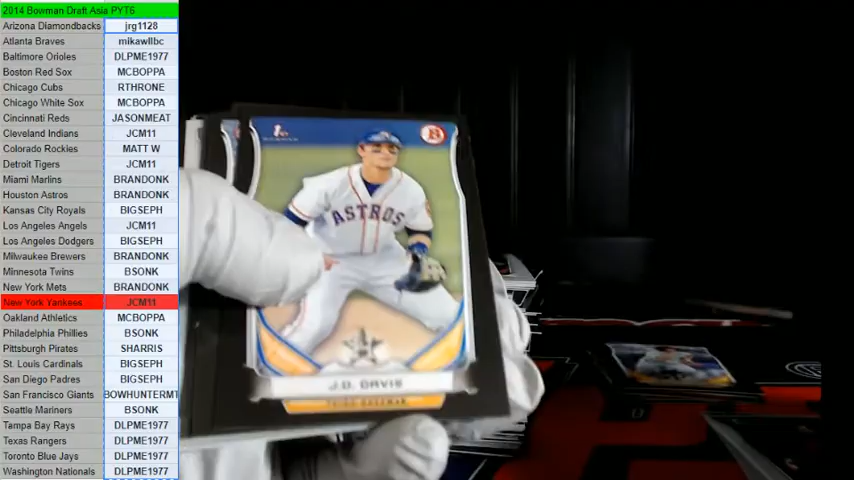 2014 Bowman Draft Asia PYT6
Arizona Diamondbacks jrg1128
Atlanta Braves mikawllbc
Baltimore Orioles DLPME1977
Boston Red Sox MCBOPPA
Chicago Cubs RTHRONE
Chicago White Sox MCBOPPA
Cincinnati Reds JASONMEAT
Cleveland Indians JCM11
Colorado Rockies MATT W
Detroit Tigers JCM11
Miami Marlins BRANDONK
Houston Astros BRANDONK
Kansas City Royals BIGSEPH
Los Angeles Angels JCM11
Los Angeles Dodgers BIGSEPH
Milwaukee Brewers BRANDONK
Minnesota Twins BSONK
New York Mets BRANDONK
New York Yankees JCM11
Oakland Athletics MCBOPPA
Philadelphia Phillies BSONK
Pittsburgh Pirates SHARRIS
St. Louis Cardinals BIGSEPH
San Diego Padres BIGSEPH
San Francisco Giants BOWHUNTERMT
Seattle Mariners BSONK
Tampa Bay Rays DLPME1977
Texas Rangers DLPME1977
Toronto Blue Jays DLPME1977
Washington Nationals DLPME1977
B
ASTROS
J.D. DAVIS
THIRD BASEMAN